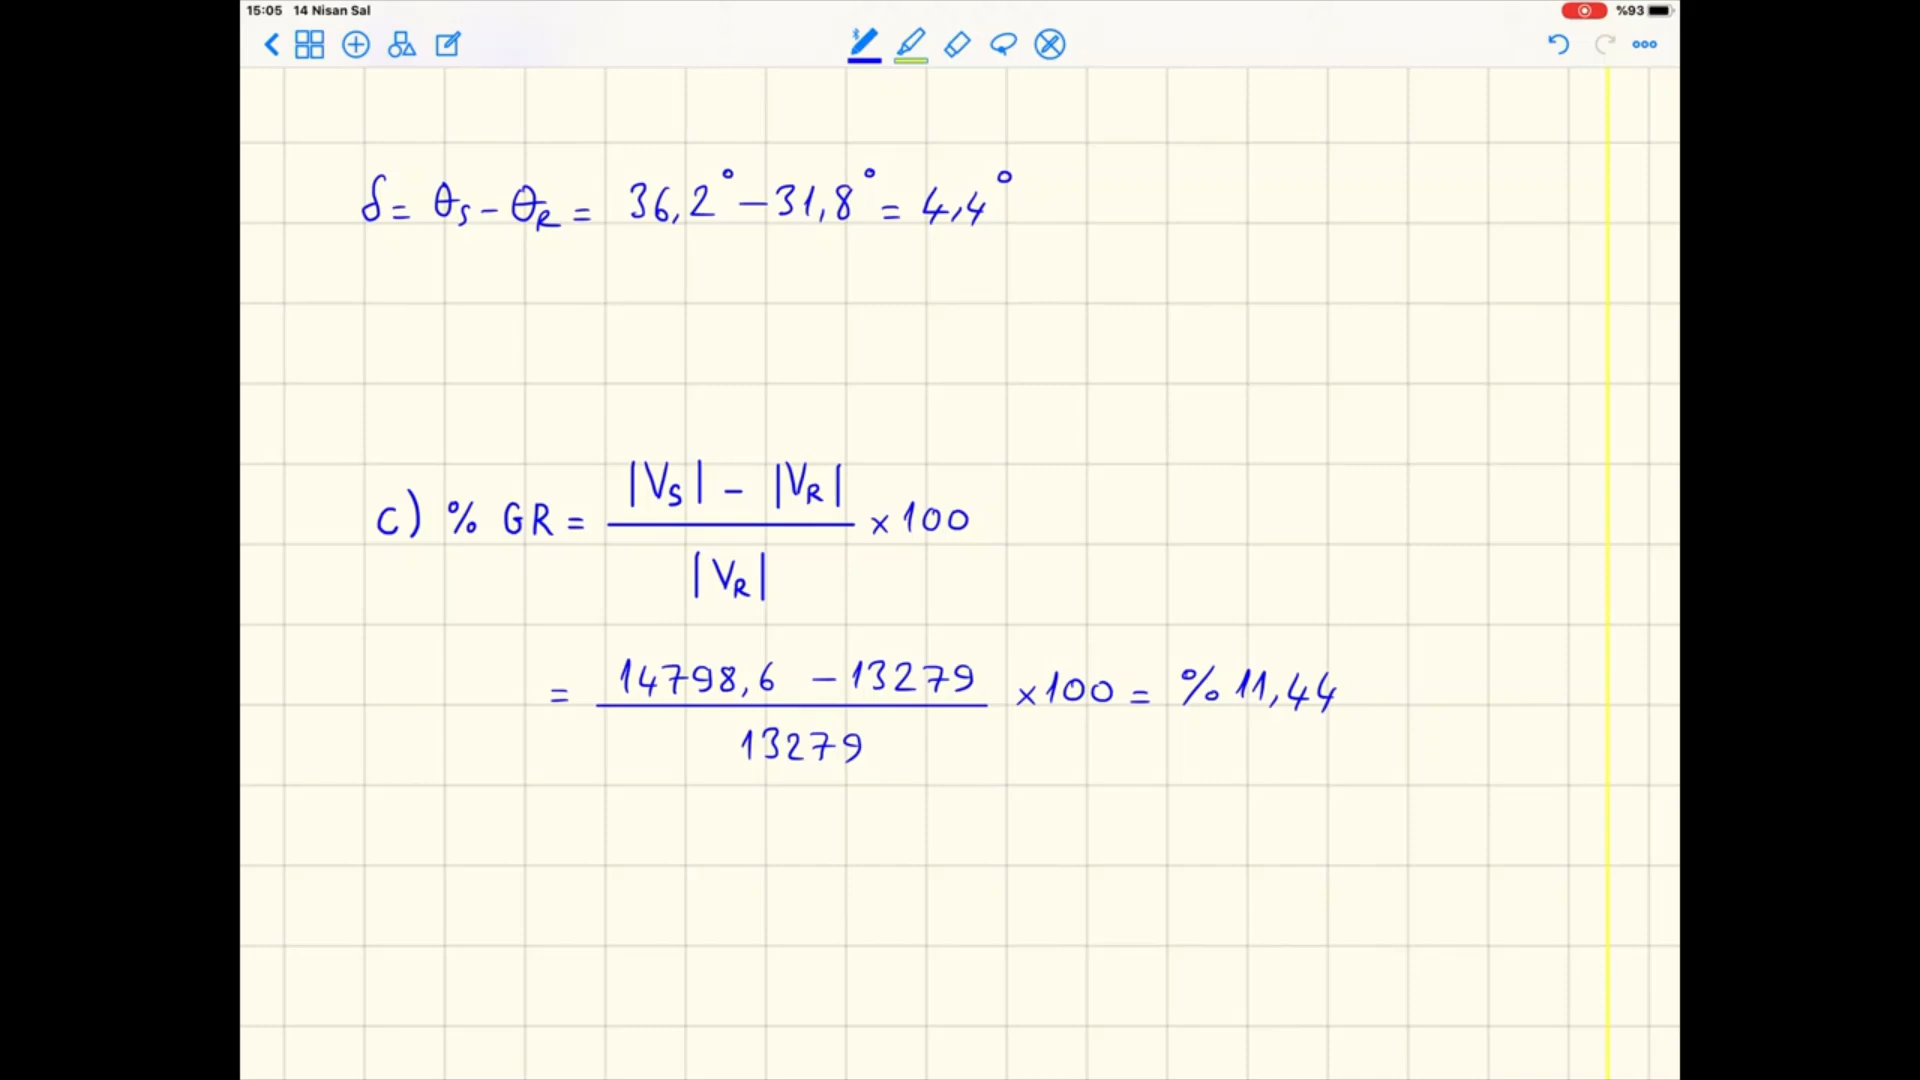 15:05 14 Nisan Sal %93
δ = θS - θR = 36,2° - 31,8° = 4,4°
c) % GR = |VS| - |VR| / |VR| x 100
= 14798,6 - 13279 / 13279 x 100 = % 11,44